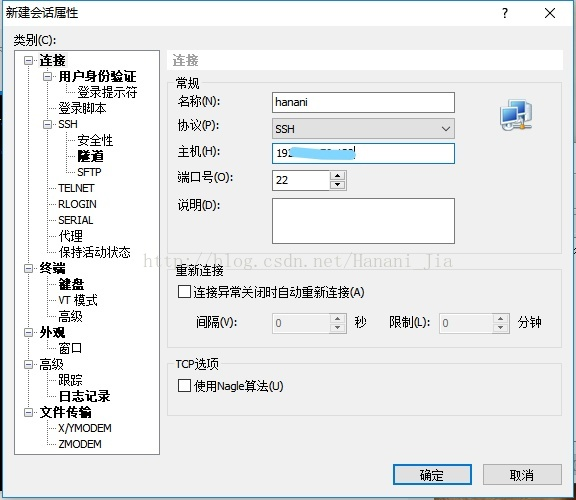 新建会话属性
?
类别(C):
连接
用户身份验证
登录提示符
登录脚本
SSH
安全性
隧道
SFTP
TELNET
RLOGIN
SERIAL
代理
保持活动状态
终端
键盘
VT 模式
高级
外观
窗口
高级
跟踪
日志记录
文件传输
X/YMODEM
ZMODEM
连接
常规
名称(N): hanani
协议(P): SSH
主机(H): 192
端口号(O): 22
说明(D):
http://blog.csdn.net/Hanani_Jia
重新连接
连接异常关闭时自动重新连接(A)
间隔(V): 0 秒 限制(L): 0 分钟
TCP选项
使用Nagle算法(U)
确定 取消